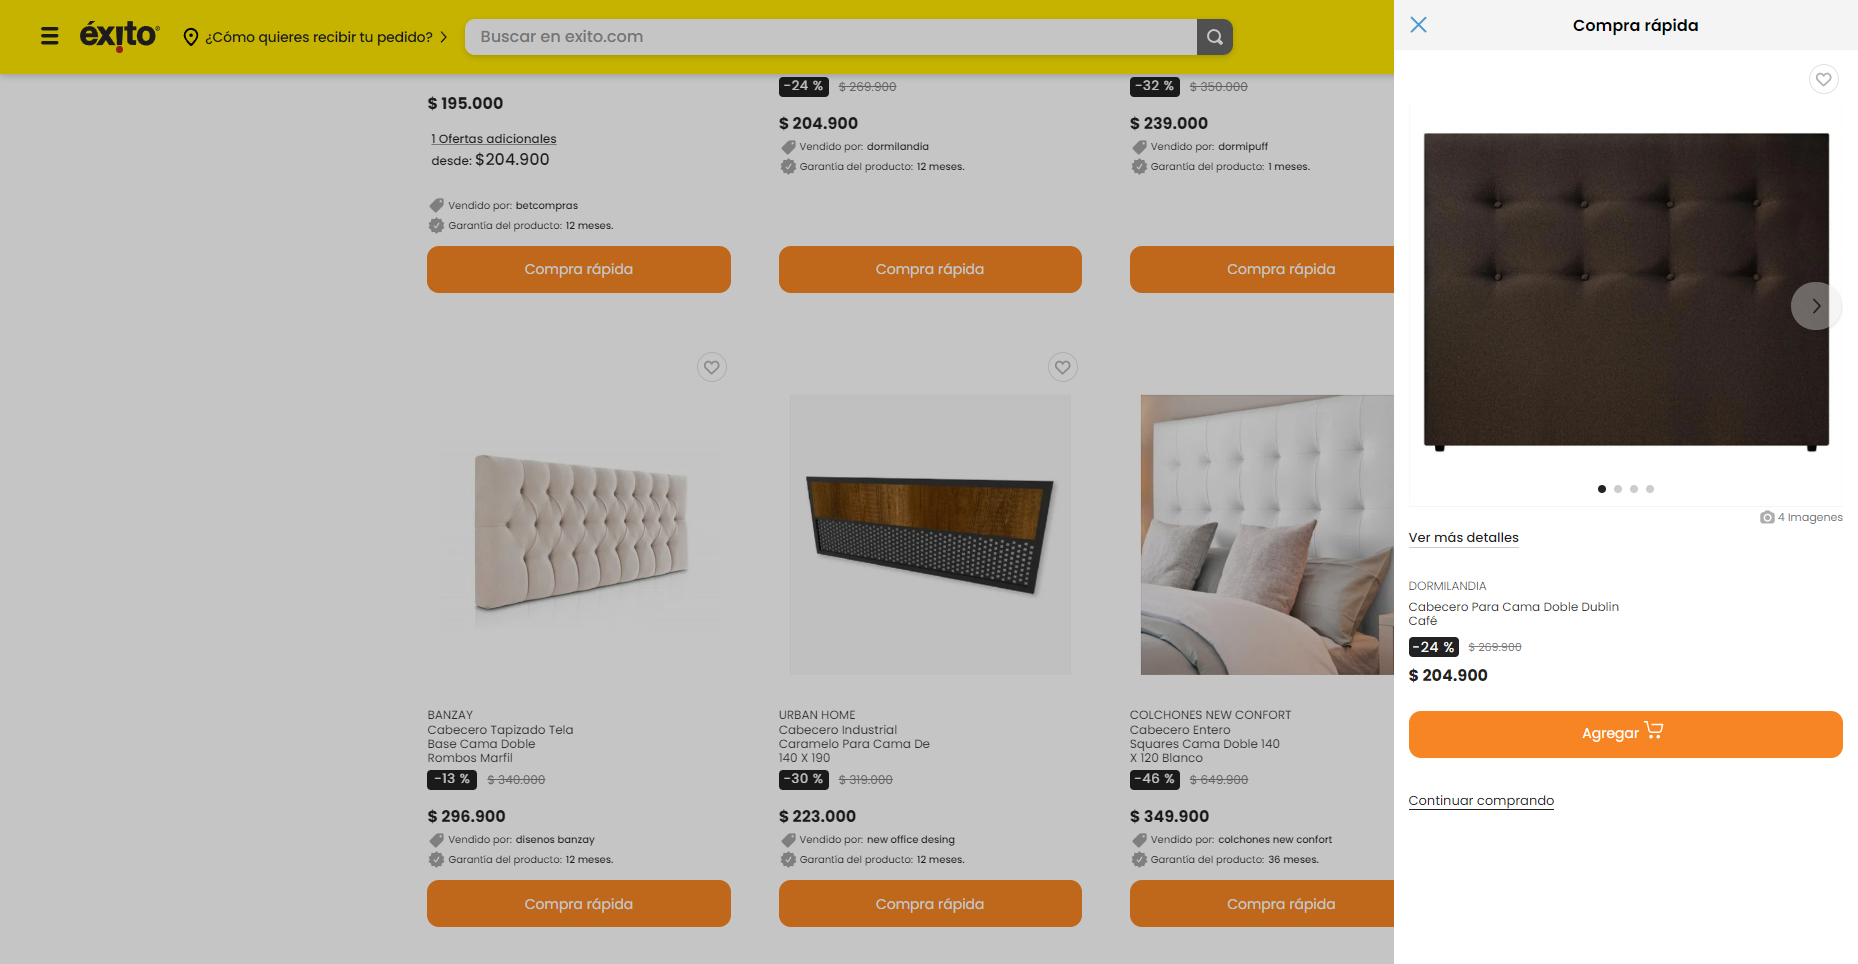 éxito
¿Cómo quieres recibir tu pedido?
Buscar en exito.com
$ 195.000
1 Ofertas adicionales
desde: $204.900
Vendido por: betcompras
Garantía del producto: 12 meses.
Compra rápida
-24 % $ 269.900
$ 204.900
Vendido por: dormilandia
Garantía del producto: 12 meses.
Compra rápida
-32 % $ 350.000
$ 239.000
Vendido por: dormipuff
Garantía del producto: 1 meses.
Compra rápida
BANZAY
Cabecero Tapizado Tela
Base Cama Doble
Rombos Marfil
-13 % $ 340.000
$ 296.900
Vendido por: disenos banzay
Garantía del producto: 12 meses.
Compra rápida
URBAN HOME
Cabecero Industrial
Caramelo Para Cama De
140 X 190
-30 % $ 319.000
$ 223.000
Vendido por: new office desing
Garantía del producto: 12 meses.
Compra rápida
COLCHONES NEW CONFORT
Cabecero Entero
Squares Cama Doble 140
X 120 Blanco
-46 % $ 649.900
$ 349.900
Vendido por: colchones new confort
Garantía del producto: 36 meses.
Compra rápida
Compra rápida
4 Imagenes
Ver más detalles
DORMILANDIA
Cabecero Para Cama Doble Dublin
Café
-24 % $ 269.900
$ 204.900
Agregar
Continuar comprando